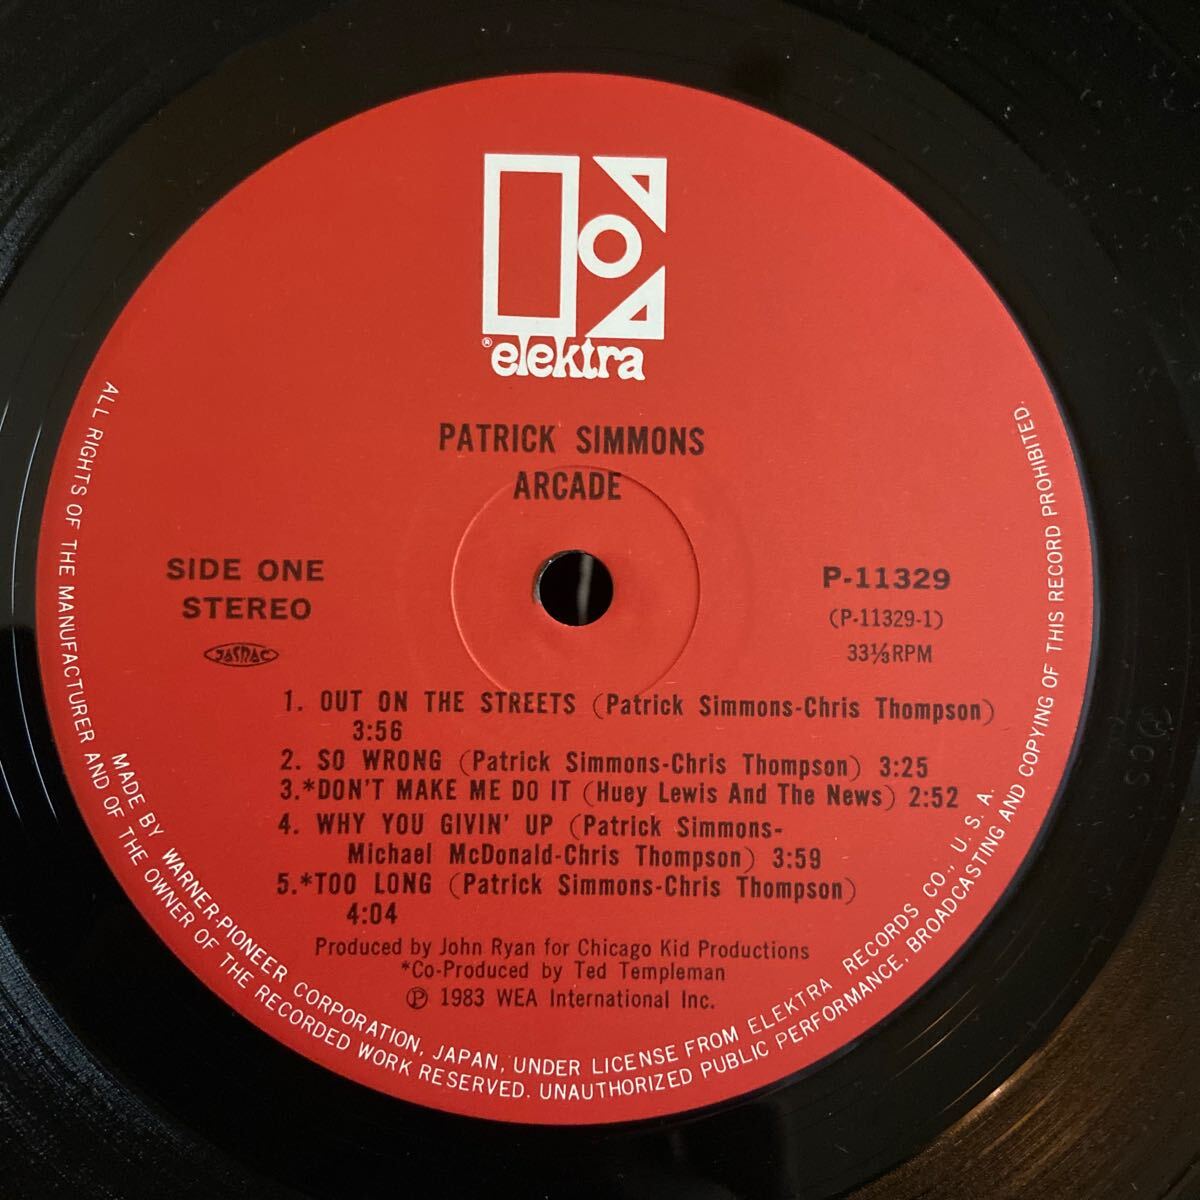 ® elektra
PATRICK SIMMONS
ARCADE
SIDE ONE
STEREO
JASRAC
P-11329
(P-11329-1)
33⅓RPM
1. OUT ON THE STREETS (Patrick Simmons-Chris Thompson)
3:56
2. SO WRONG (Patrick Simmons-Chris Thompson) 3:25
3.*DON'T MAKE ME DO IT (Huey Lewis And The News) 2:52
4. WHY YOU GIVIN' UP (Patrick Simmons-
Michael McDonald-Chris Thompson) 3:59
5.*TOO LONG (Patrick Simmons-Chris Thompson)
4:04
Produced by John Ryan for Chicago Kid Productions
*Co-Produced by Ted Templeman
℗ 1983 WEA International Inc.
MADE BY WARNER-PIONEER CORPORATION, JAPAN, UNDER LICENSE FROM ELEKTRA RECORDS CO., U.S.A.
ALL RIGHTS OF THE MANUFACTURER AND OF THE OWNER OF THE RECORDED WORK RESERVED. UNAUTHORIZED PUBLIC PERFORMANCE, BROADCASTING AND COPYING OF THIS RECORD PROHIBITED.